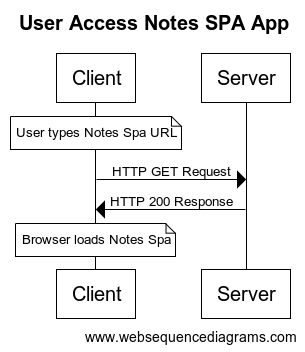 User Access Notes SPA App
Client
Server
User types Notes Spa URL
HTTP GET Request
HTTP 200 Response
Browser loads Notes Spa
Client
Server
www.websequencediagrams.com